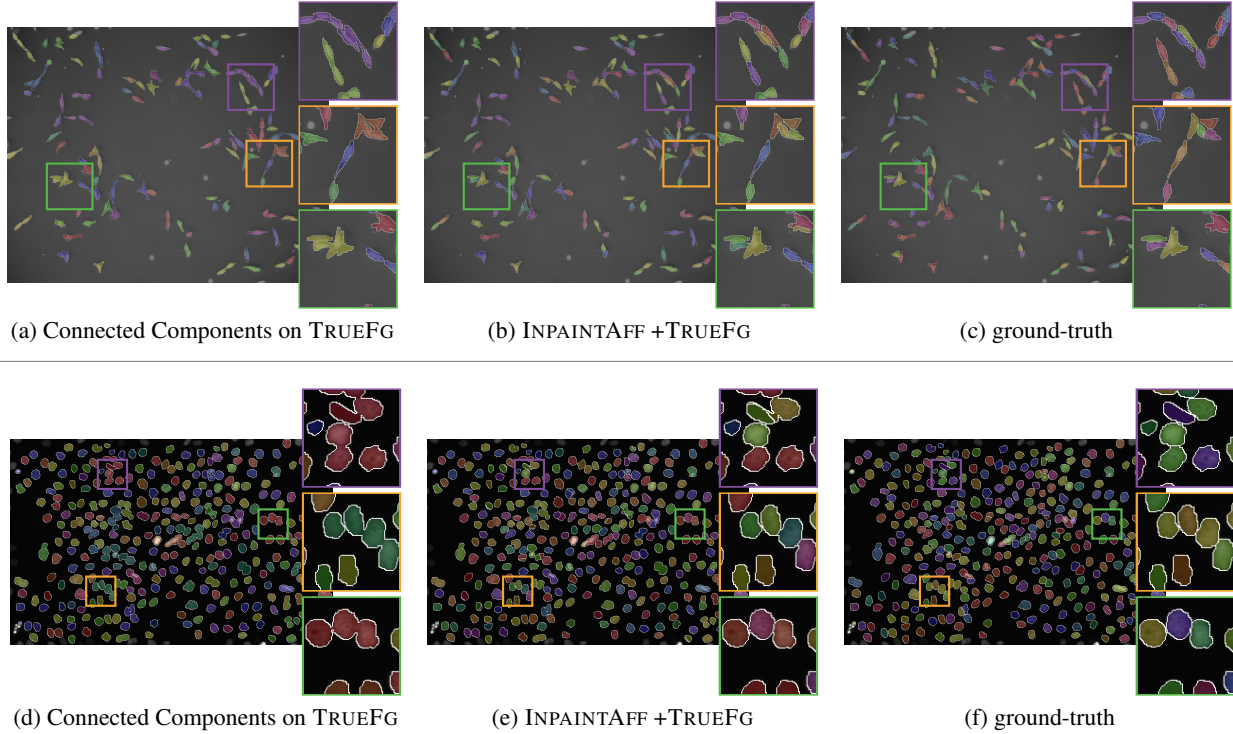 (a) Connected Components on TRUEFG
(b) INPAINTAFF +TRUEFG
(c) ground-truth
(d) Connected Components on TRUEFG
(e) INPAINTAFF +TRUEFG
(f) ground-truth